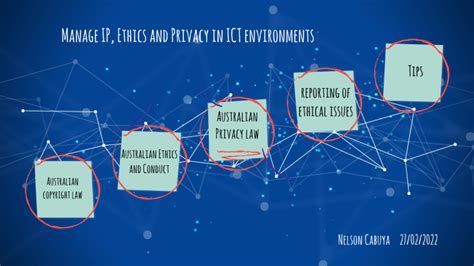 Manage IP, Ethics and Privacy in ICT environments
Tips
reporting of
ethical issues
Australian
Privacy law
Australian Ethics
and Conduct
Australian
copyright law
Nelson Cabuya 27/02/2022